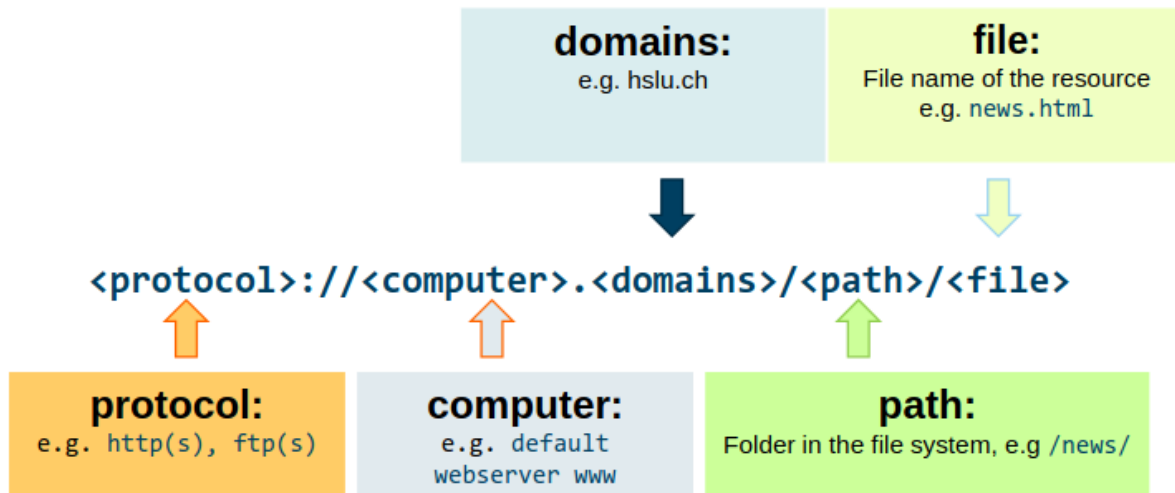 domains:
e.g. hslu.ch
file:
File name of the resource
e.g. news.html
<protocol>://<computer>.<domains>/<path>/<file>
protocol:
e.g. http(s), ftp(s)
computer:
e.g. default
webserver www
path:
Folder in the file system, e.g /news/